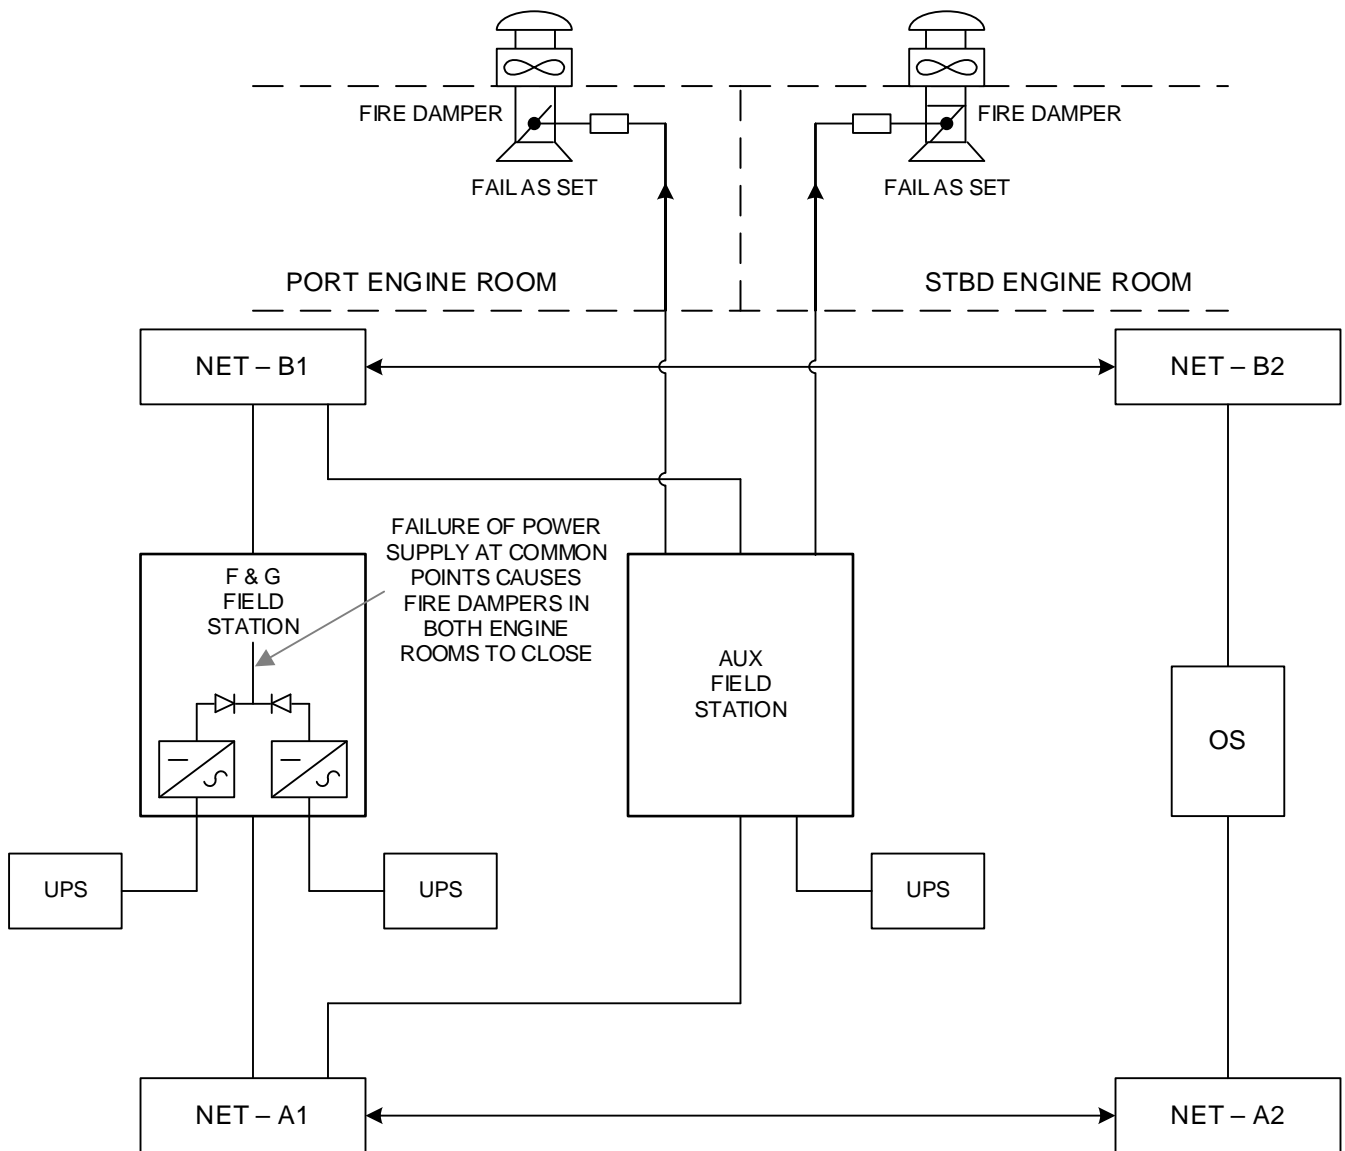 FIRE DAMPER
FIRE DAMPER
FAIL AS SET
FAIL AS SET
PORT ENGINE ROOM
STBD ENGINE ROOM
NET – B1
NET – B2
FAILURE OF POWER
SUPPLY AT COMMON
POINTS CAUSES
FIRE DAMPERS IN
BOTH ENGINE
ROOMS TO CLOSE
F & G
FIELD
STATION
AUX
FIELD
STATION
OS
UPS
UPS
UPS
NET – A1
NET – A2